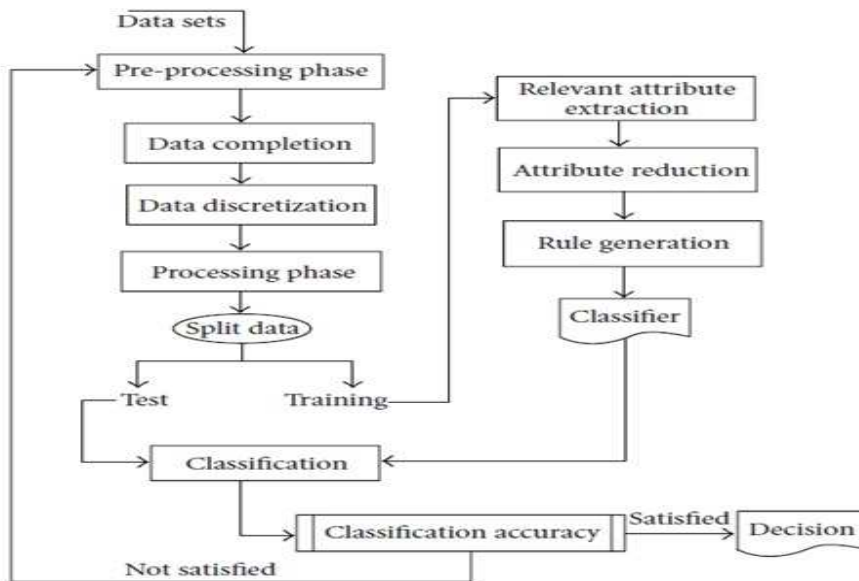 Data sets
Pre-processing phase
Data completion
Data discretization
Processing phase
Split data
Test
Training
Relevant attribute
extraction
Attribute reduction
Rule generation
Classifier
Classification
Classification accuracy
Satisfied
Decision
Not satisfied